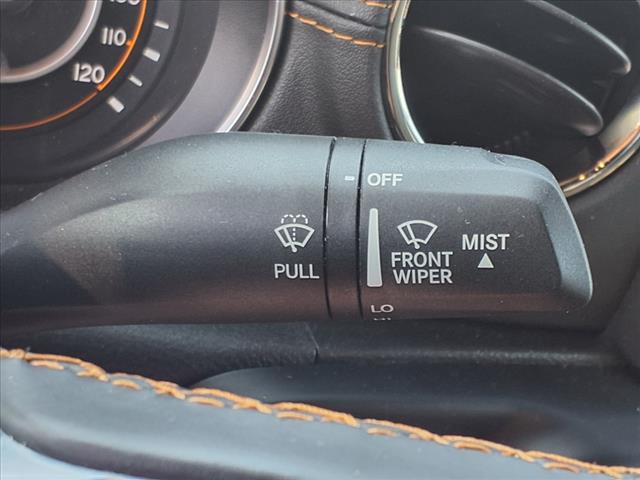 110
120
OFF
PULL
FRONT
WIPER
MIST
LO